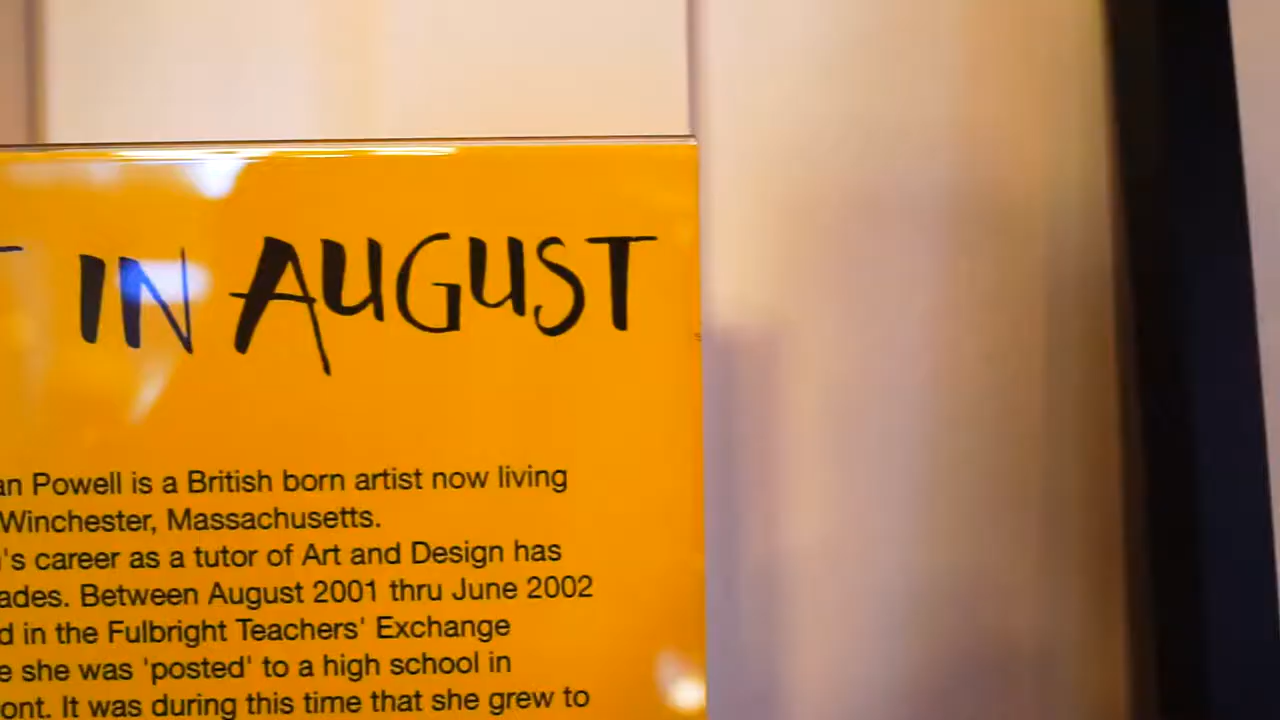 IN AUGUST
Powell is a British born artist now living
Winchester, Massachusetts.
's career as a tutor of Art and Design has
ades. Between August 2001 thru June 2002
d in the Fulbright Teachers' Exchange
e she was 'posted' to a high school in
ont. It was during this time that she grew to